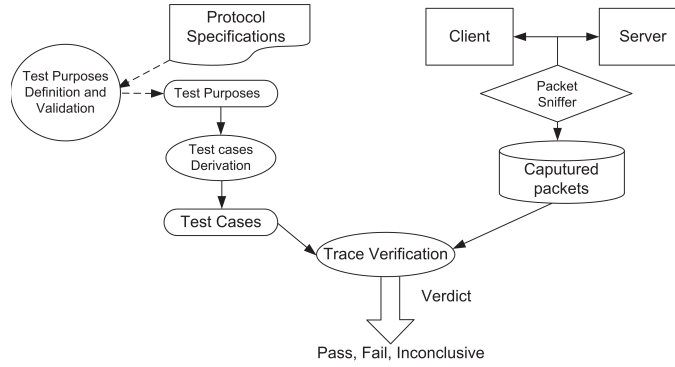 Protocol
Specifications
Client
Server
Test Purposes
Definition and
Validation
Test Purposes
Packet
Sniffer
Test cases
Derivation
Caputured
packets
Test Cases
Trace Verification
Verdict
Pass, Fail, Inconclusive